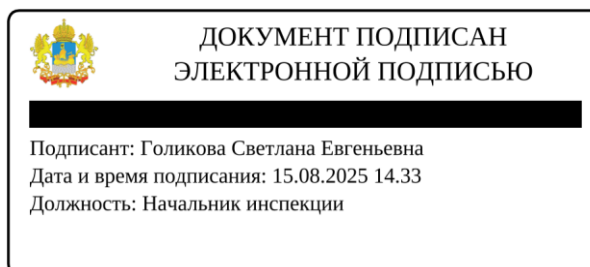 ДОКУМЕНТ ПОДПИСАН
ЭЛЕКТРОННОЙ ПОДПИСЬЮ
Подписант: Голикова Светлана Евгеньевна
Дата и время подписания: 15.08.2025 14.33
Должность: Начальник инспекции